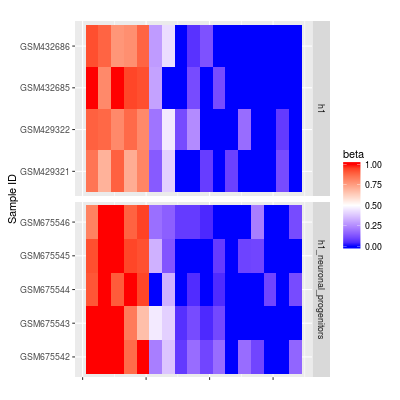 Sample ID
GSM432686
GSM432685
GSM429322
GSM429321
h1
GSM675546
GSM675545
GSM675544
GSM675543
GSM675542
h1_neuronal_progenitors
beta
1.00
0.75
0.50
0.25
0.00